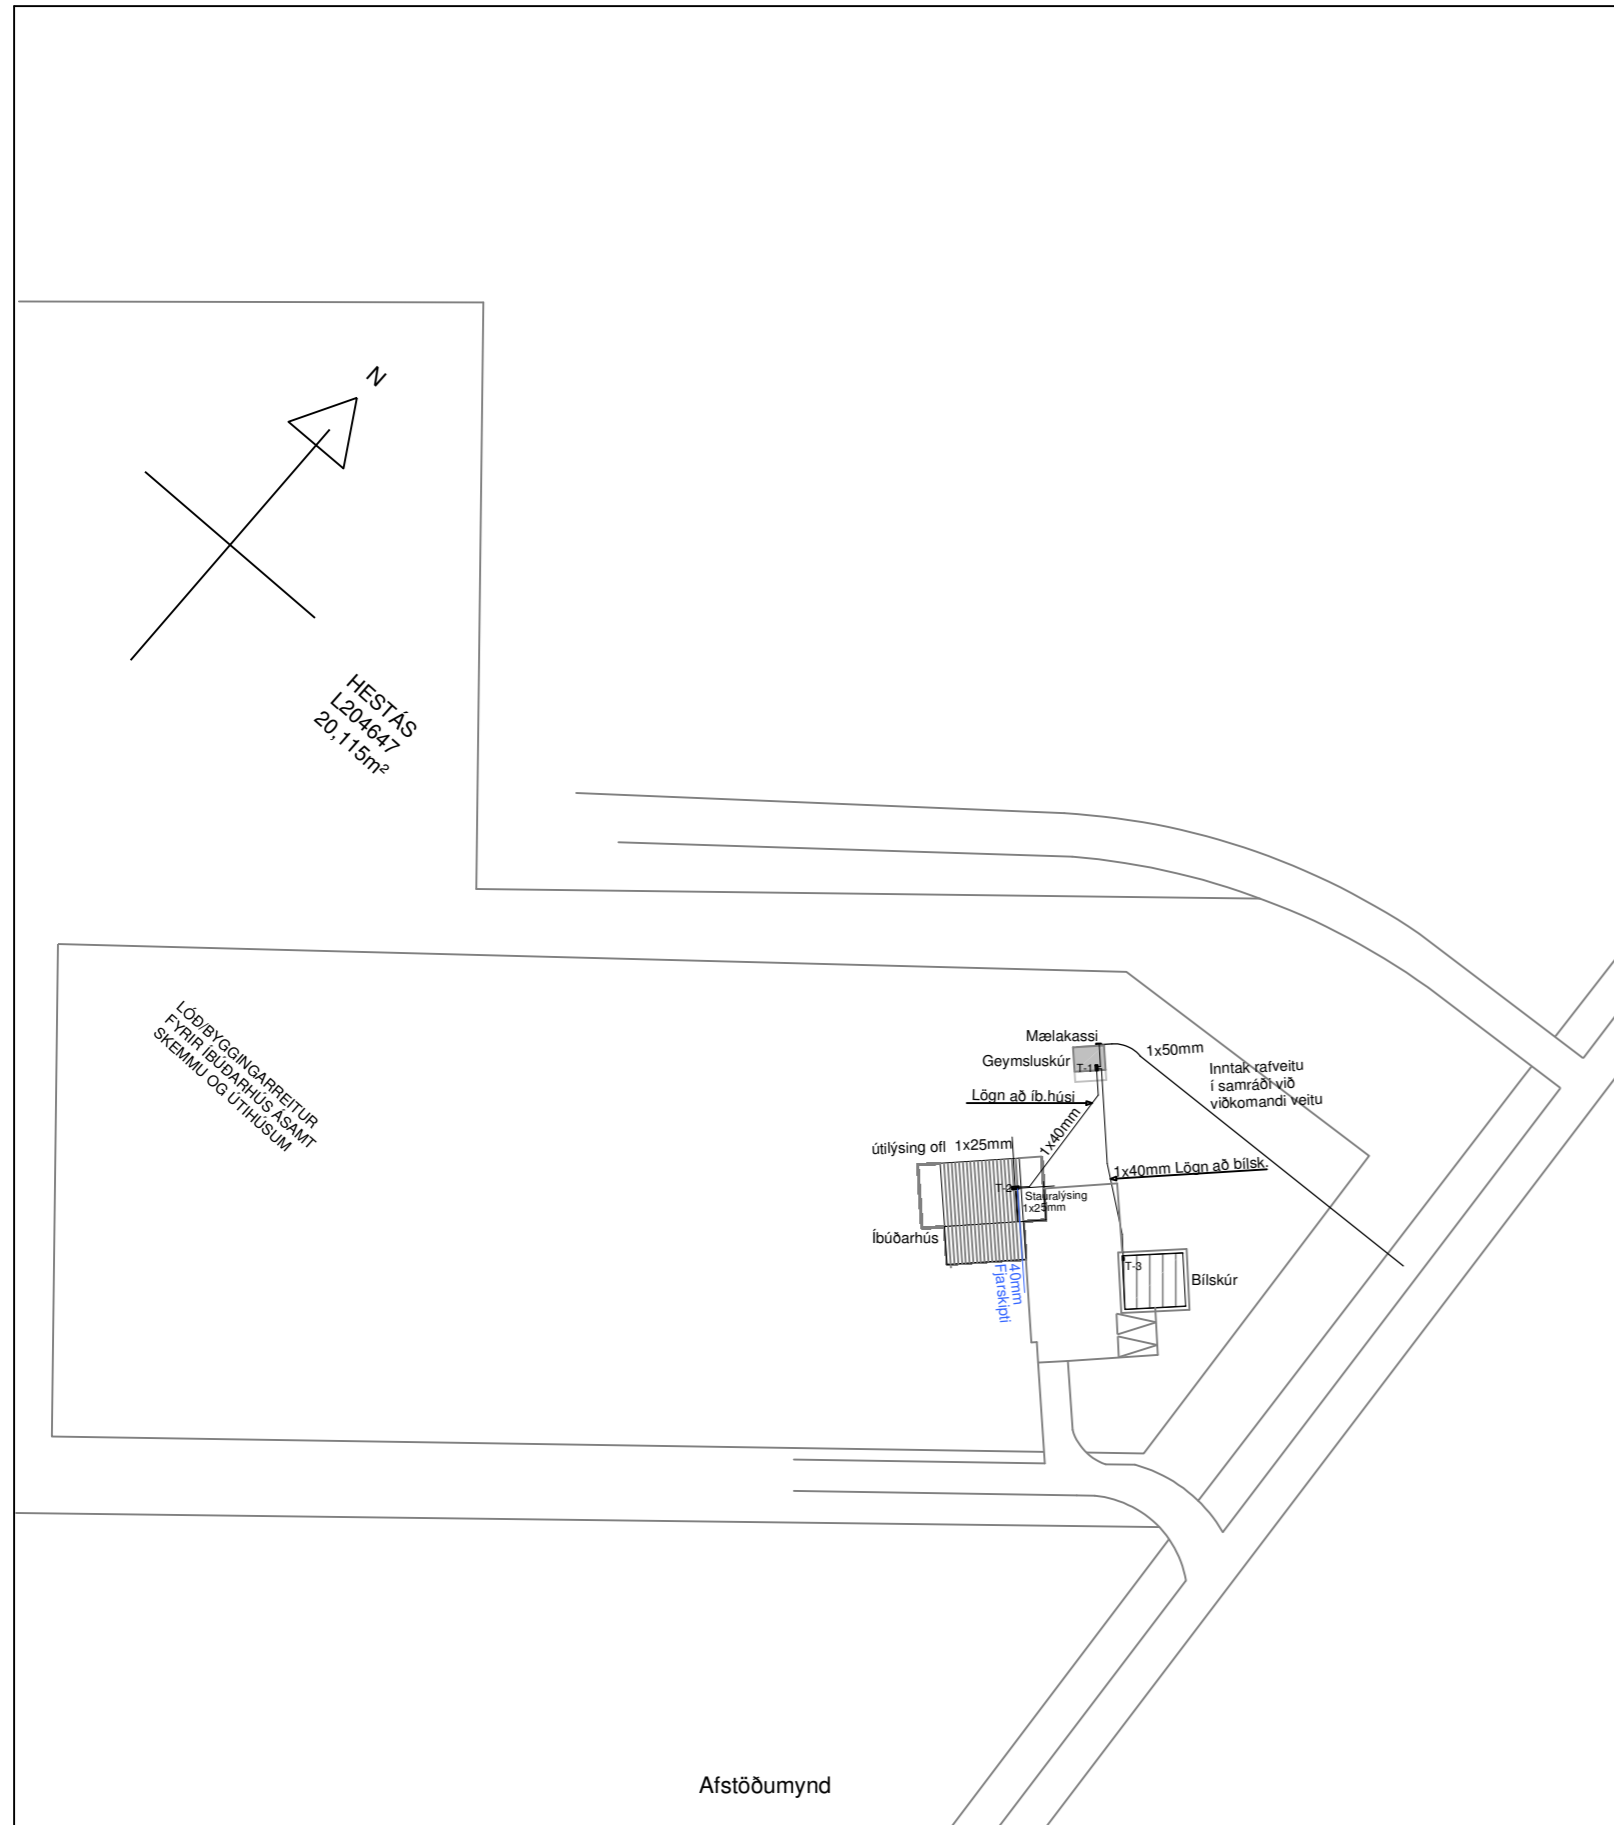 N
HESTÁS
L204647
20,115m²
LÓÐ/BYGGINGARREITUR
FYRIR ÍBÚÐARHÚS ÁSAMT
SKEMMU OG ÚTIHÚSUM
Mælakassi
Geymsluskúr
T-1
1x50mm
Inntak rafveitu
í samráði við
viðkomandi veitu
Lögn að íb.húsi
1x40mm
útilýsing ofl 1x25mm
1x40mm Lögn að bílsk.
T-2
Stauralýsing
1x25mm
Íbúðarhús
40mm
Fjarskipti
T-3
Bílskúr
Afstöðumynd